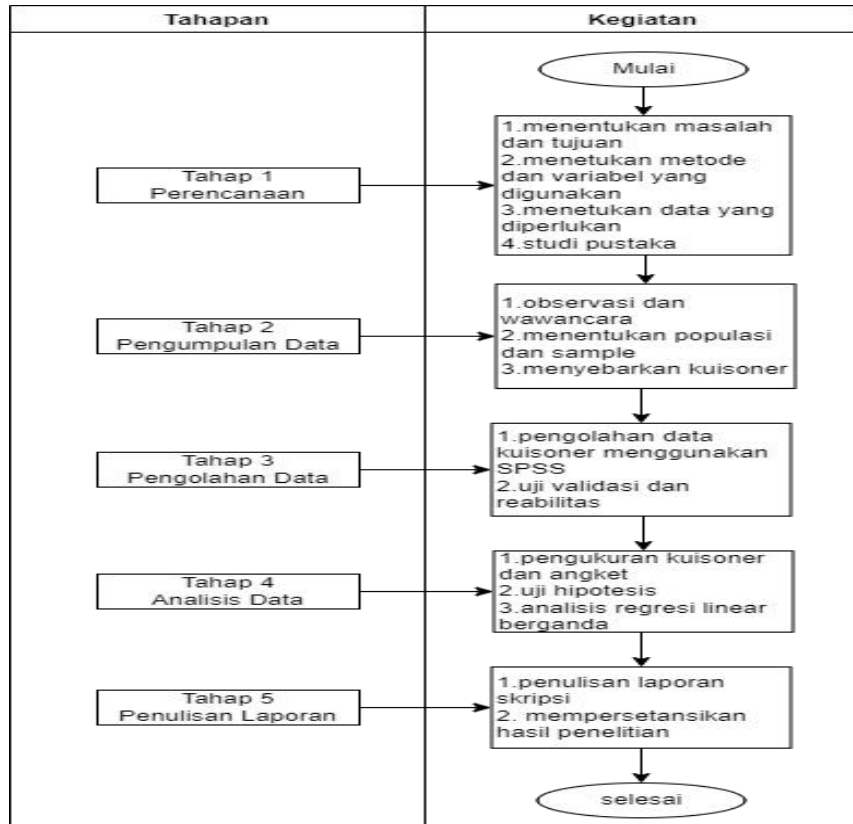 Tahapan
Kegiatan
Mulai
Tahap 1
Perencanaan
1.menentukan masalah
dan tujuan
2.menetukan metode
dan variabel yang
digunakan
3.menetukan data yang
diperlukan
4.studi pustaka
Tahap 2
Pengumpulan Data
1.observasi dan
wawancara
2.menentukan populasi
dan sample
3.menyebarkan kuisoner
Tahap 3
Pengolahan Data
1.pengolahan data
kuisoner menggunakan
SPSS
2.uji validasi dan
reabilitas
Tahap 4
Analisis Data
1.pengukuran kuisoner
dan angket
2.uji hipotesis
3.analisis regresi linear
berganda
Tahap 5
Penulisan Laporan
1.penulisan laporan
skripsi
2. mempersetansikan
hasil penelitian
selesai